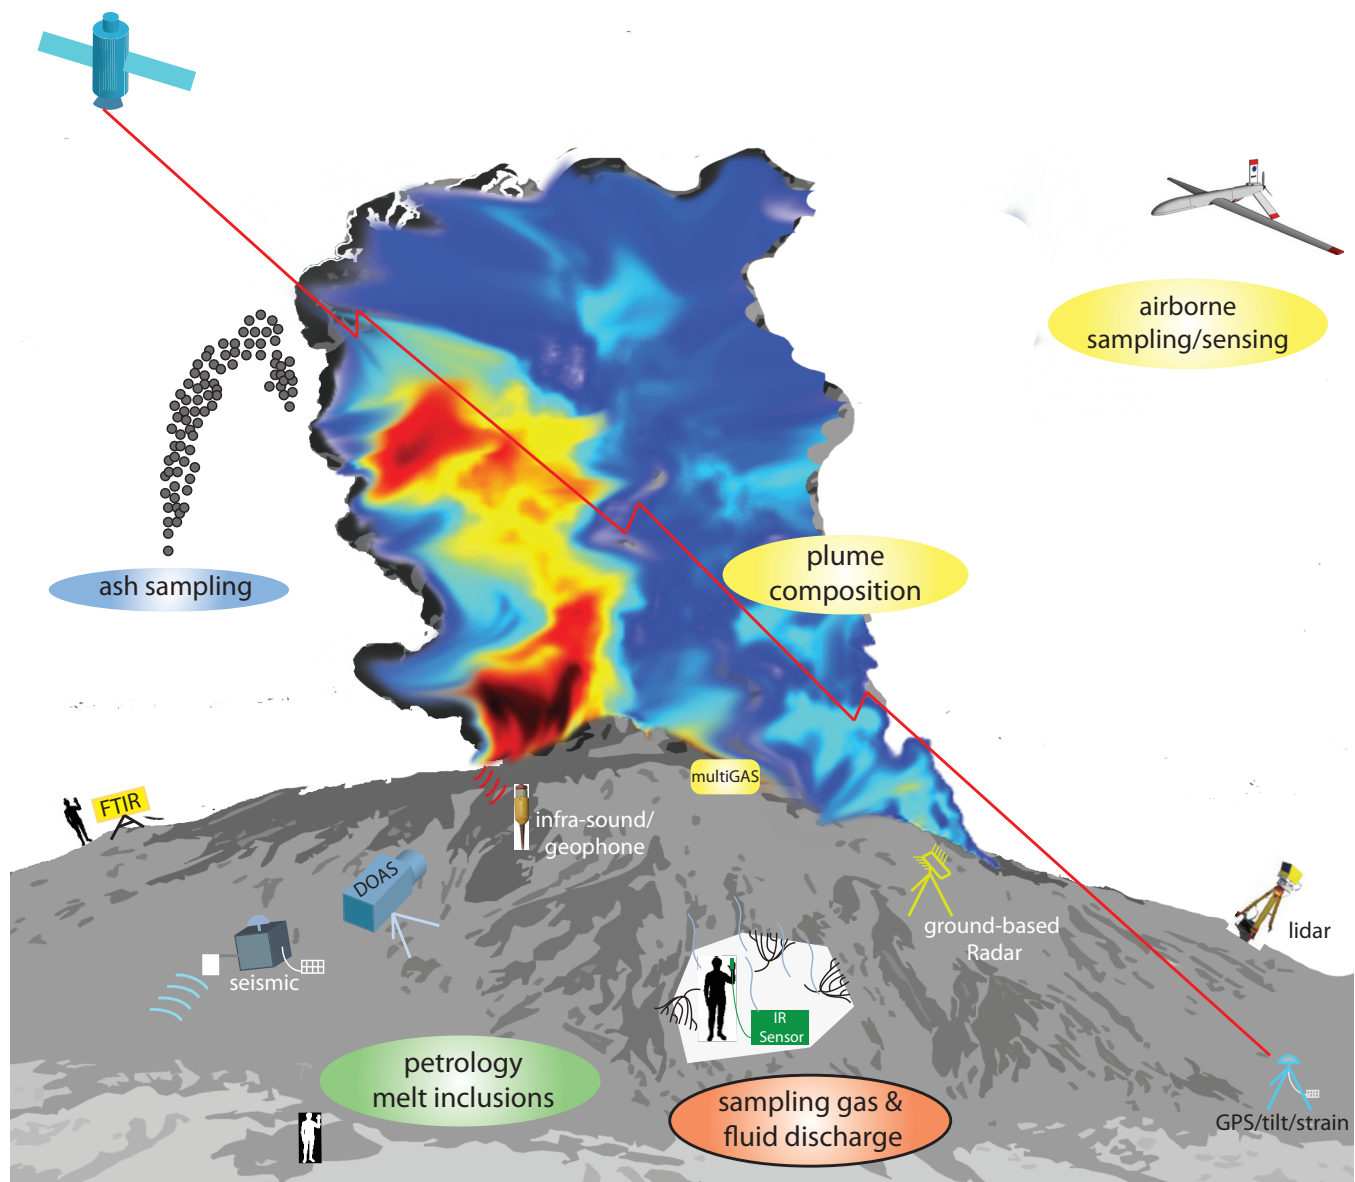 airborne
sampling/sensing
plume
composition
ash sampling
multiGAS
FTIR
infra-sound/
geophone
DOAS
ground-based
Radar
lidar
seismic
IR
Sensor
petrology
melt inclusions
sampling gas &
fluid discharge
GPS/tilt/strain